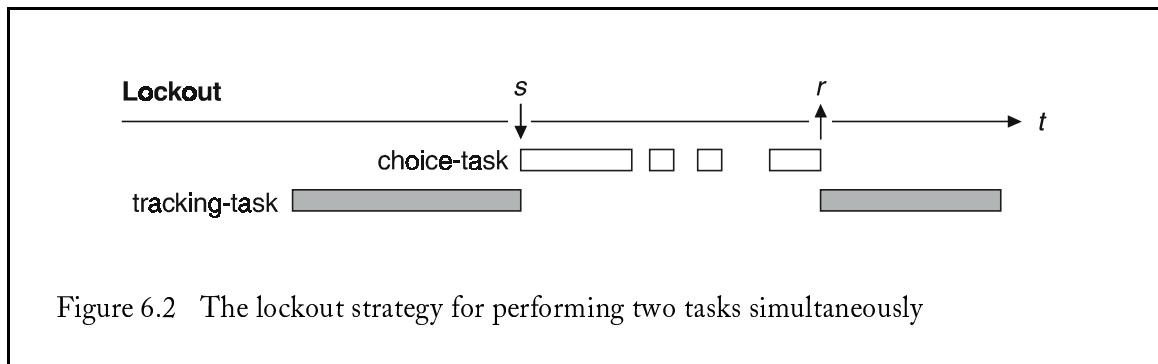 Lockout
s
r
t
choice-task
tracking-task
Figure 6.2 The lockout strategy for performing two tasks simultaneously